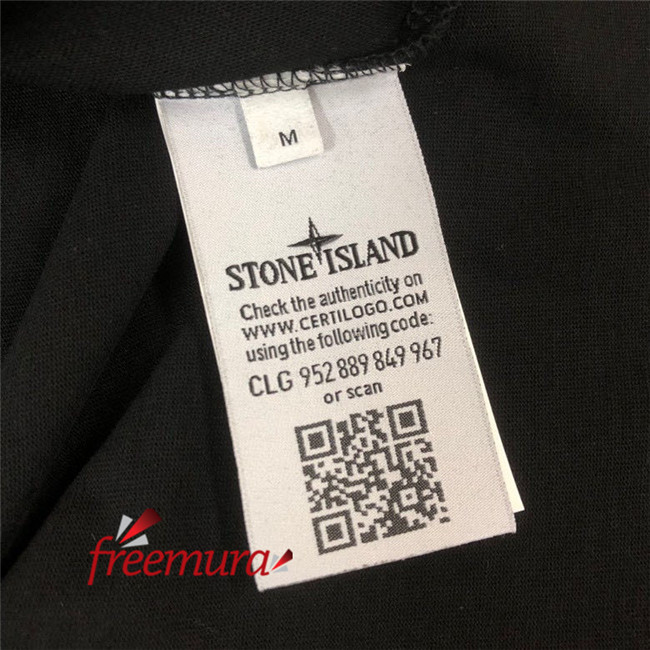 M
STONE ISLAND
Check the authenticity on
WWW.CERTILOGO.COM
using the following code:
CLG 952 889 849 967
or scan
freemura